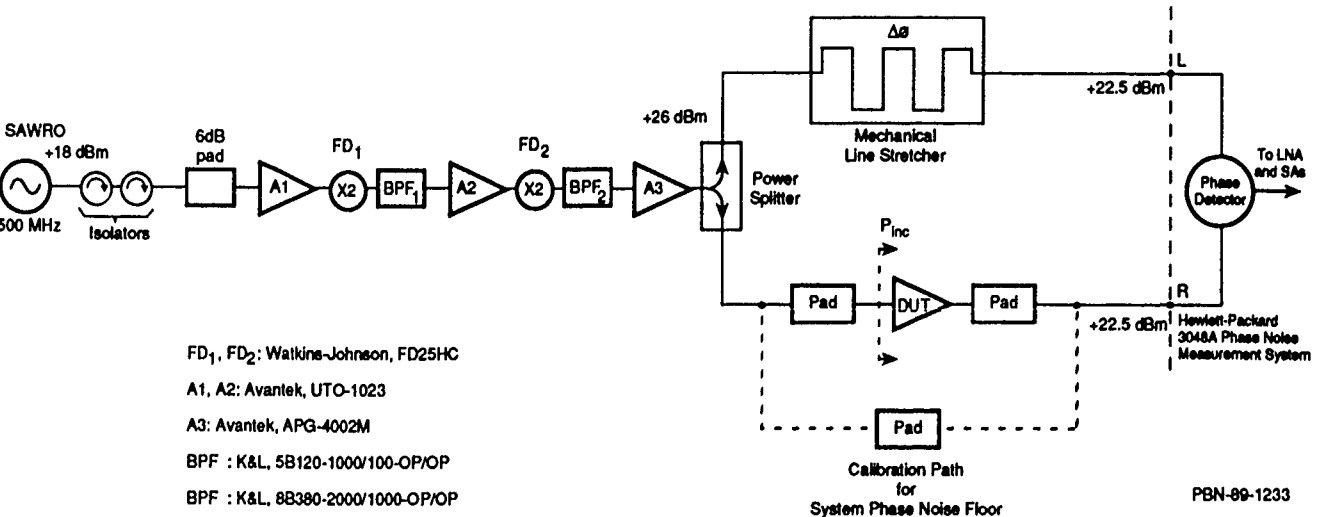 SAWRO
+18 dBm
500 MHz
Isolators
6dB
pad
A1
FD1
X2
BPF1
A2
FD2
X2
BPF2
A3
+26 dBm
Power
Splitter
Δø
Mechanical
Line Stretcher
+22.5 dBm
L
Phase
Detector
To LNA
and SAs
Pinc
Pad
DUT
Pad
R
+22.5 dBm
Hewlett-Packard
3048A Phase Noise
Measurement System
Pad
Calibration Path
for
System Phase Noise Floor
FD1, FD2: Watkins-Johnson, FD25HC
A1, A2: Avantek, UTO-1023
A3: Avantek, APG-4002M
BPF : K&L, 5B120-1000/100-OP/OP
BPF : K&L, 8B380-2000/1000-OP/OP
PBN-89-1233